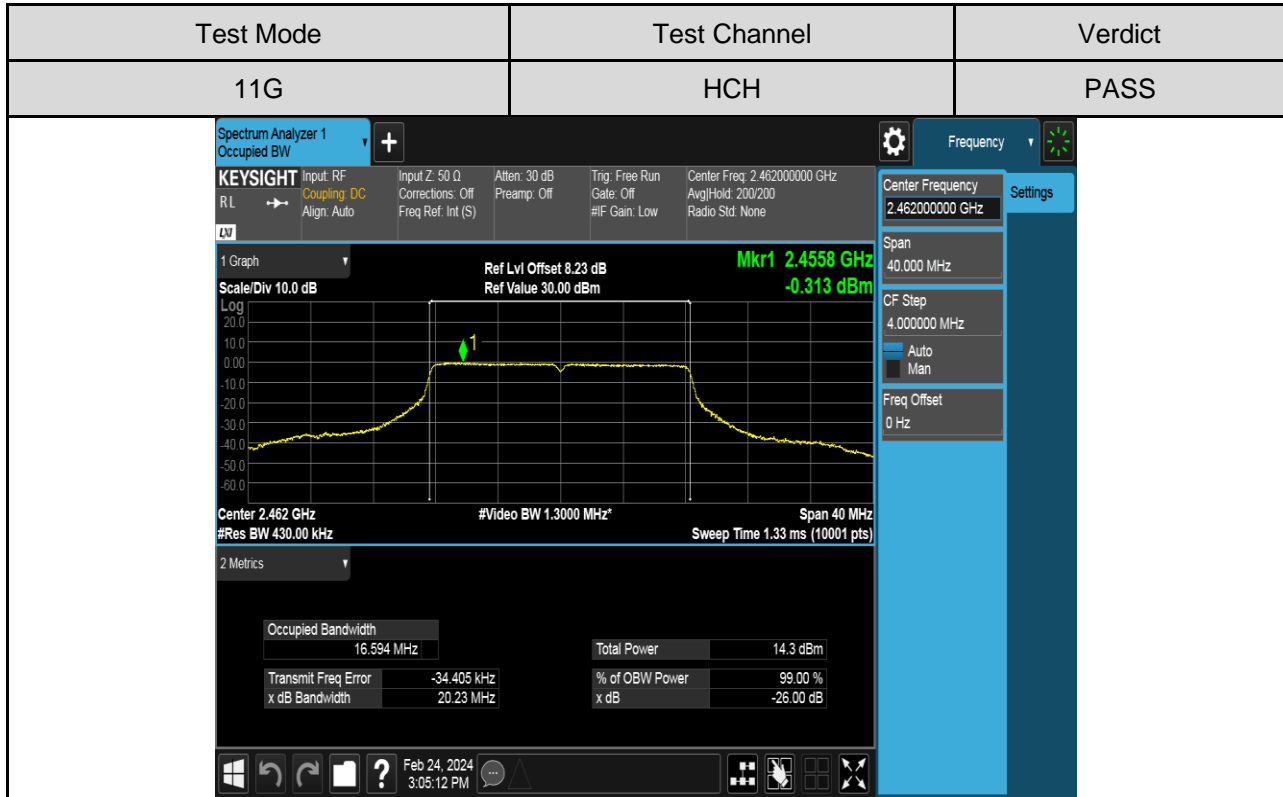 Test Mode Test Channel Verdict
11G HCH PASS
Spectrum Analyzer 1
Occupied BW
+
Frequency
KEYSIGHT
RL
LXI
Input: RF
Coupling: DC
Align: Auto
Input Z: 50 Ω
Corrections: Off
Freq Ref: Int (S)
Atten: 30 dB
Preamp: Off
Trig: Free Run
Gate: Off
#IF Gain: Low
Center Freq: 2.462000000 GHz
Avg|Hold: 200/200
Radio Std: None
Center Frequency
2.462000000 GHz
Settings
Span
40.000 MHz
CF Step
4.000000 MHz
Auto
Man
Freq Offset
0 Hz
1 Graph
Scale/Div 10.0 dB
Ref Lvl Offset 8.23 dB
Ref Value 30.00 dBm
Mkr1 2.4558 GHz
-0.313 dBm
Log
20.0
10.0
0.00
-10.0
-20.0
-30.0
-40.0
-50.0
-60.0
1
Center 2.462 GHz #Video BW 1.3000 MHz* Span 40 MHz
#Res BW 430.00 kHz Sweep Time 1.33 ms (10001 pts)
2 Metrics
Occupied Bandwidth
16.594 MHz
Total Power 14.3 dBm
Transmit Freq Error -34.405 kHz % of OBW Power 99.00 %
x dB Bandwidth 20.23 MHz x dB -26.00 dB
?
Feb 24, 2024
3:05:12 PM